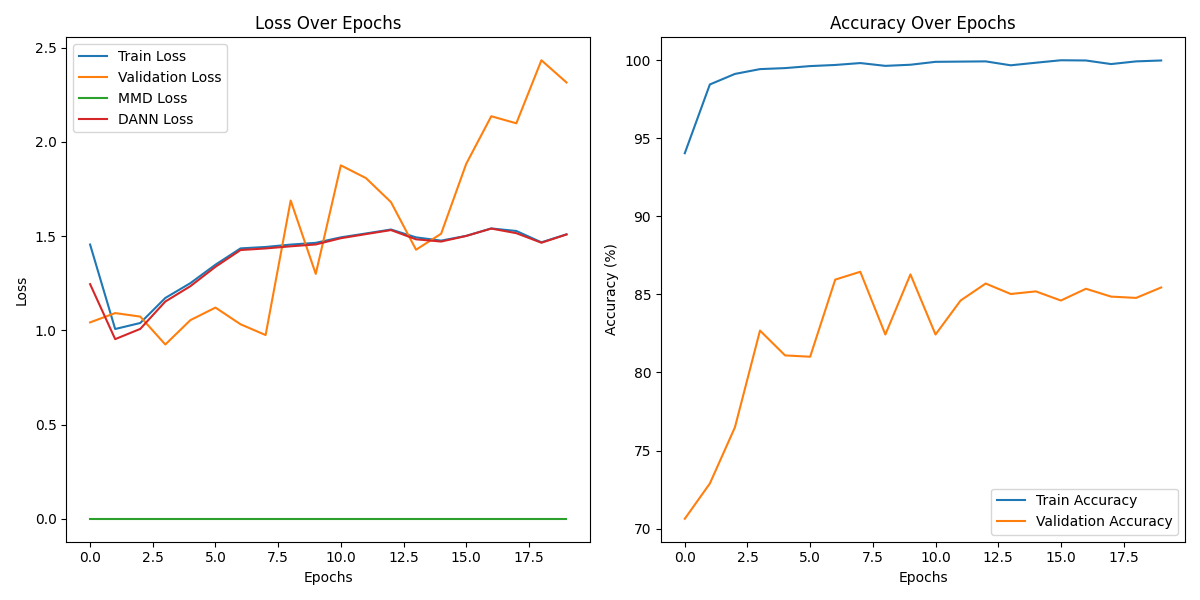 Loss Over Epochs
Train Loss
Validation Loss
MMD Loss
DANN Loss
2.5
2.0
1.5
1.0
0.5
0.0
Loss
0.0 2.5 5.0 7.5 10.0 12.5 15.0 17.5
Epochs
Accuracy Over Epochs
100
95
90
85
80
75
70
Accuracy (%)
Train Accuracy
Validation Accuracy
0.0 2.5 5.0 7.5 10.0 12.5 15.0 17.5
Epochs